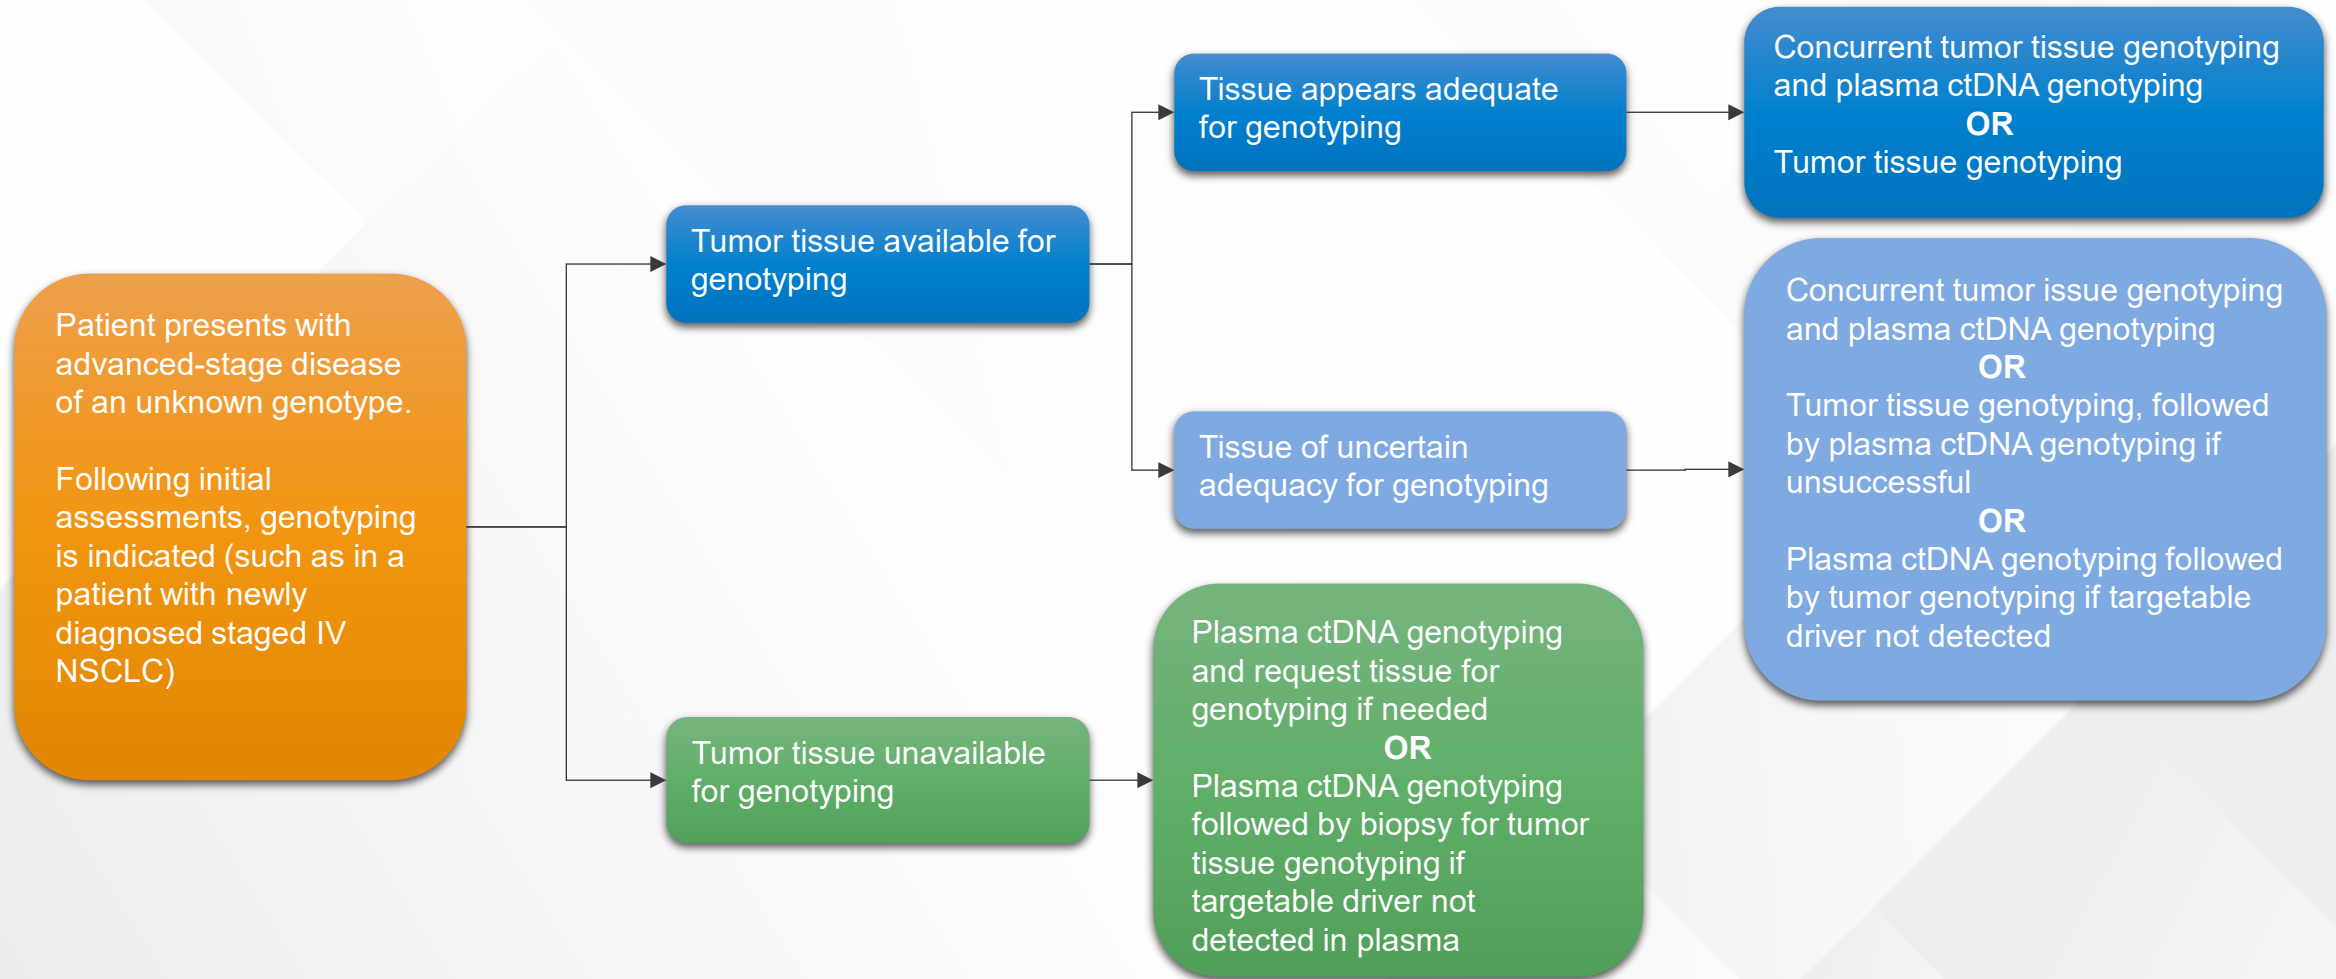 Patient presents with
advanced-stage disease
of an unknown genotype.
Following initial
assessments, genotyping
is indicated (such as in a
patient with newly
diagnosed staged IV
NSCLC)
Tumor tissue available for
genotyping
Tissue appears adequate
for genotyping
Concurrent tumor tissue genotyping
and plasma ctDNA genotyping
OR
Tumor tissue genotyping
Tissue of uncertain
adequacy for genotyping
Concurrent tumor issue genotyping
and plasma ctDNA genotyping
OR
Tumor tissue genotyping, followed
by plasma ctDNA genotyping if
unsuccessful
OR
Plasma ctDNA genotyping followed
by tumor genotyping if targetable
driver not detected
Tumor tissue unavailable
for genotyping
Plasma ctDNA genotyping
and request tissue for
genotyping if needed
OR
Plasma ctDNA genotyping
followed by biopsy for tumor
tissue genotyping if
targetable driver not
detected in plasma